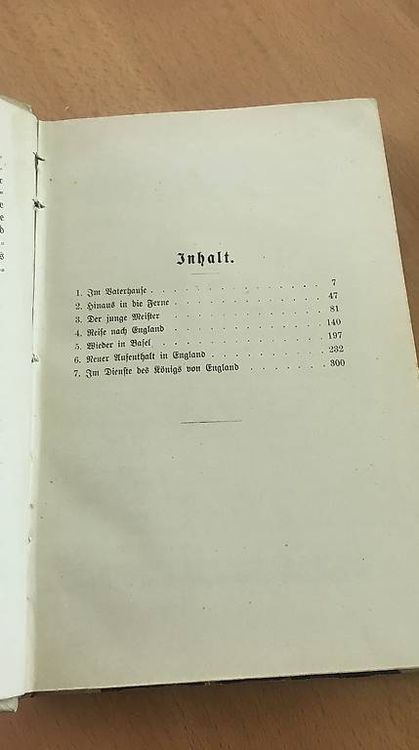 Inhalt.
1. Im Vaterhause . . . . . . . . . . . . . 7
2. Hinaus in die Ferne . . . . . . . . . . . 47
3. Der junge Meister . . . . . . . . . . . . 81
4. Reise nach England . . . . . . . . . . . 140
5. Wieder in Basel . . . . . . . . . . . . 197
6. Neuer Aufenthalt in England . . . . . . . . 232
7. Im Dienste des Königs von England . . . . . . 300